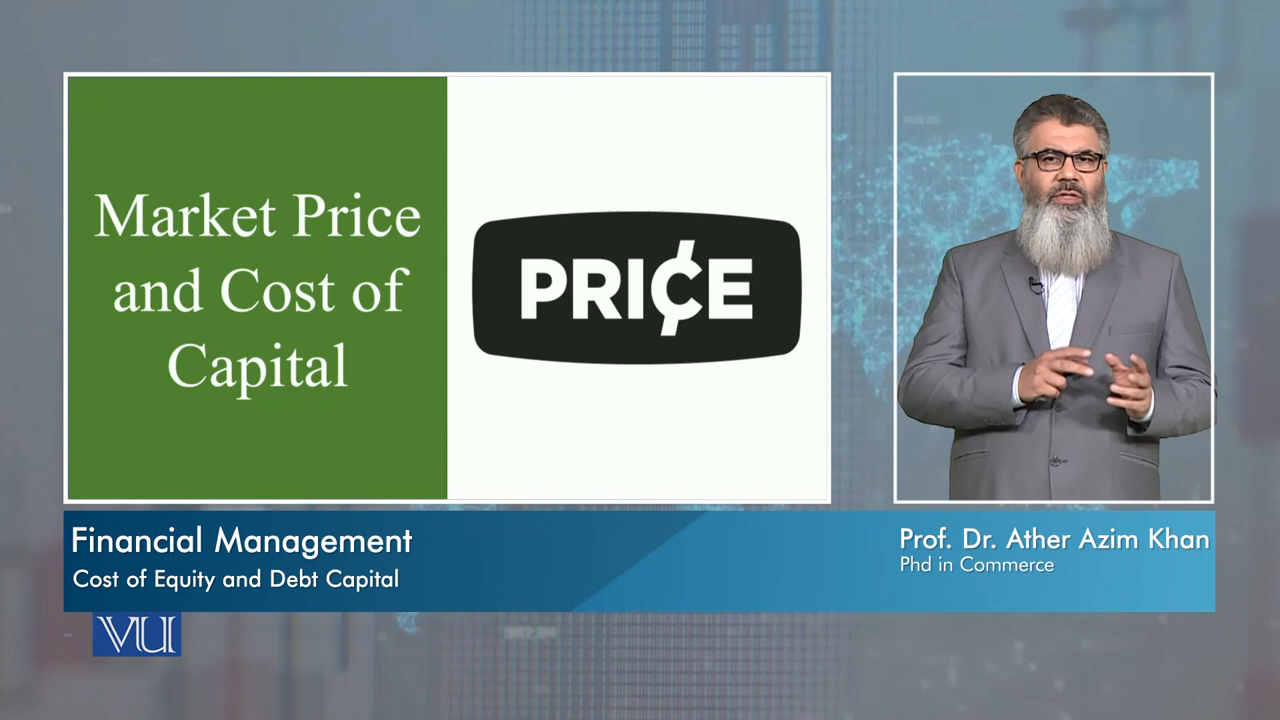 Market Price
and Cost of
Capital
PRI¢E
Financial Management
Cost of Equity and Debt Capital
Prof. Dr. Ather Azim Khan
Phd in Commerce
VU